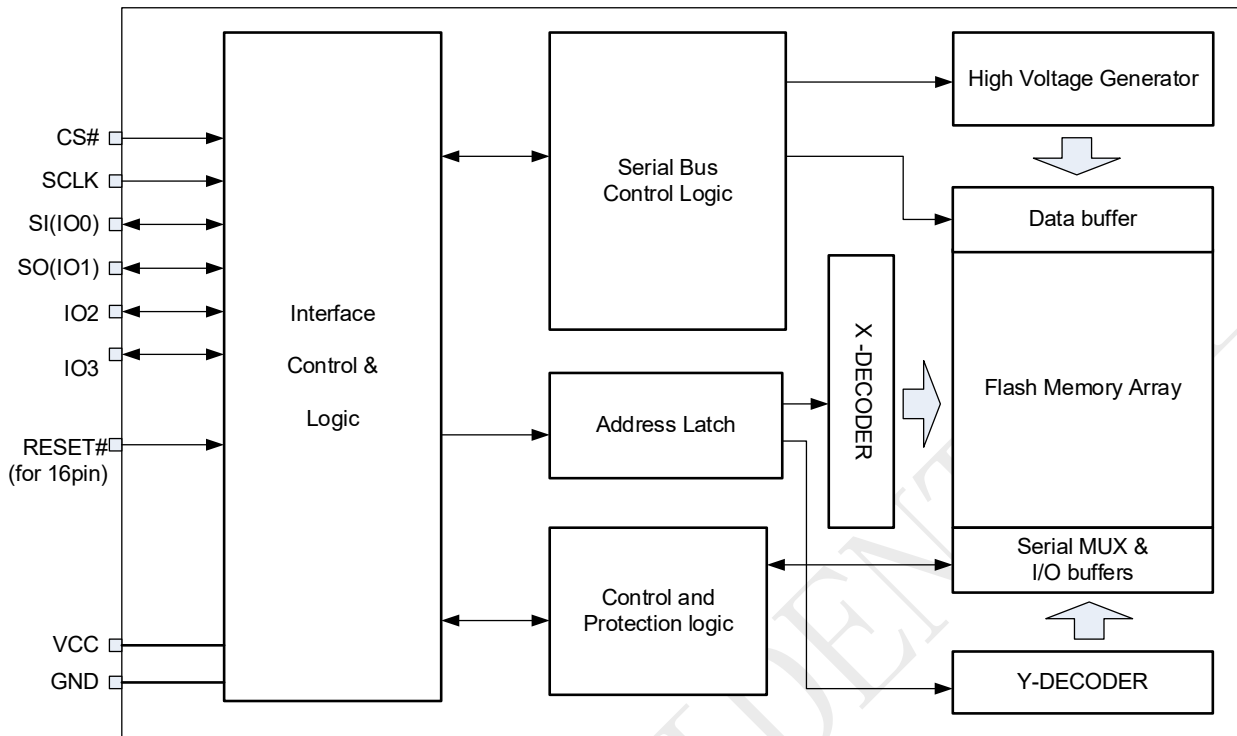 CS#
SCLK
SI(IO0)
SO(IO1)
IO2
IO3
RESET#
(for 16pin)
VCC
GND
Interface
Control &
Logic
Serial Bus
Control Logic
Address Latch
Control and
Protection logic
X -DECODER
High Voltage Generator
Data buffer
Flash Memory Array
Serial MUX &
I/O buffers
Y-DECODER